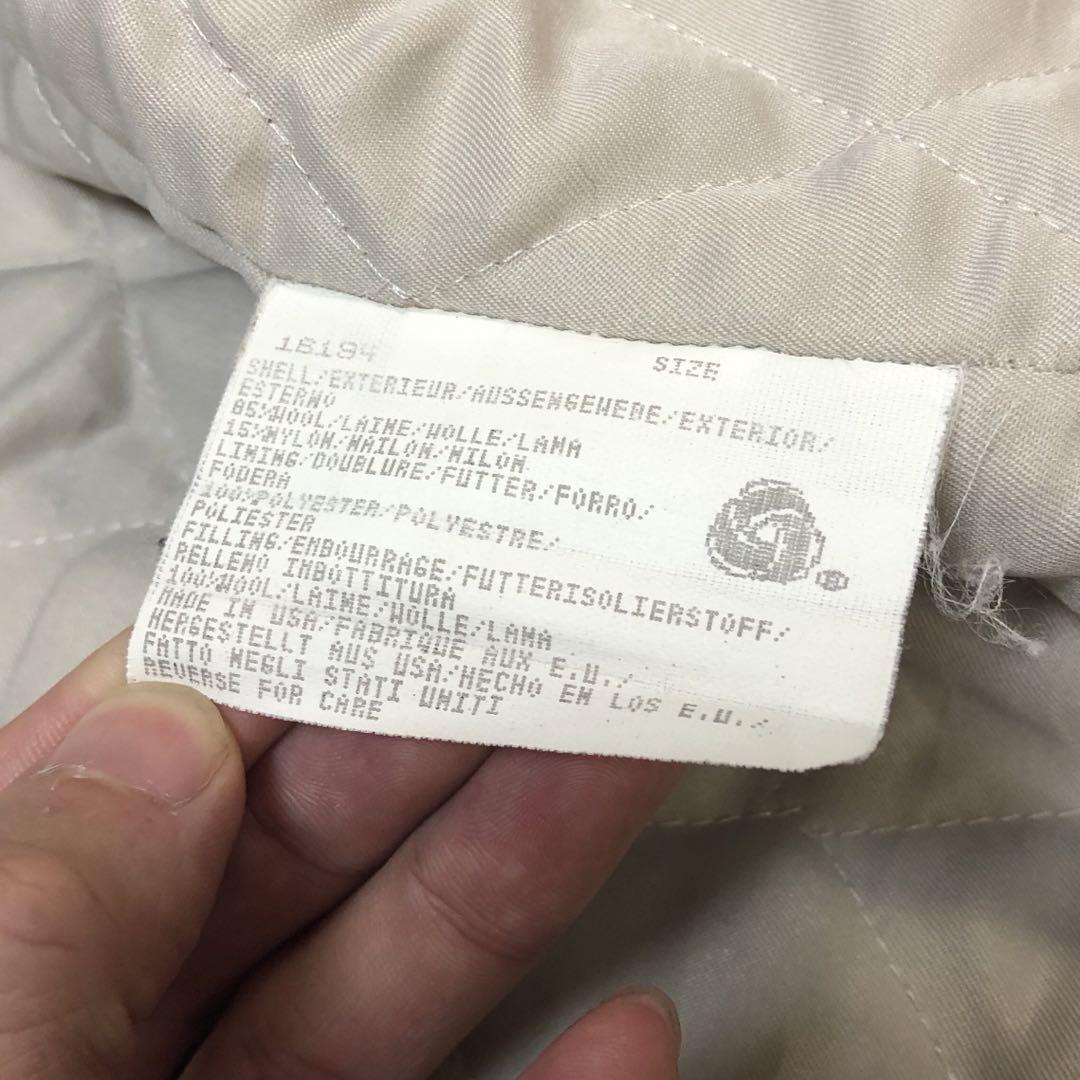 16194 SIZE
SHELL/EXTERIEUR/AUSSENGEWEBE/EXTERIOR/
ESTERNO
85%WOOL/LAINE/WOLLE/LANA
15%NYLON/NAILON/NILON
LINING/DOUBLURE/FUTTER/FORRO/
FODERA
100%POLYESTER/POLYESTRE/
POLIESTER
FILLING/EMBOURRAGE/FUTTERISOLIERSTOFF/
RELLENO IMBOTTITURA
100%WOOL/LAINE/WOLLE/LANA
MADE IN USA/FABRIQUE AUX E.U./
HERGESTELLT AUS USA/HECHO EN LOS E.U./
FATTO NEGLI STATI UNITI
REVERSE FOR CARE
®